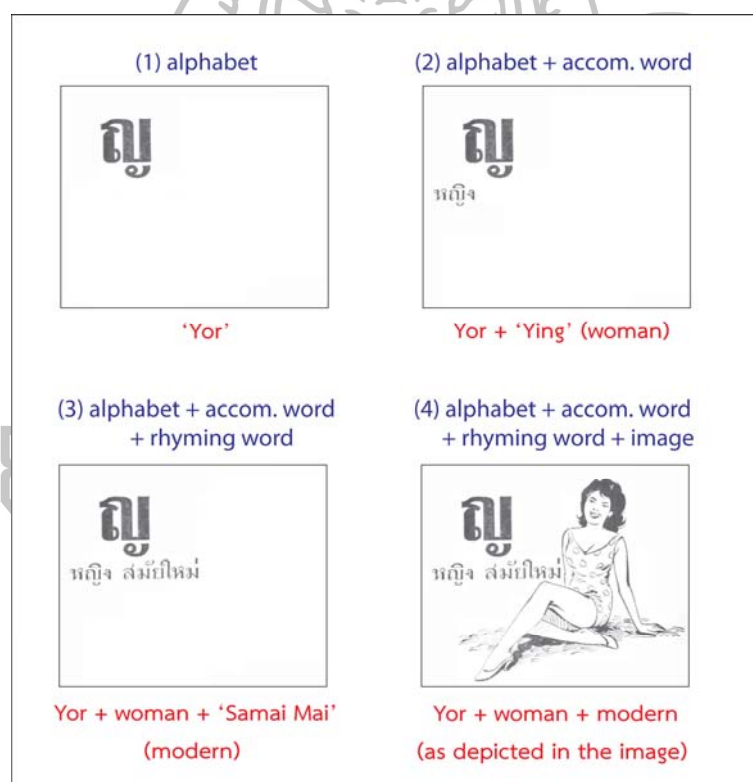 (1) alphabet
ญ
'Yor'
(2) alphabet + accom. word
ญ
หญิง
Yor + 'Ying' (woman)
(3) alphabet + accom. word
+ rhyming word
ญ
หญิง สมัยใหม่
Yor + woman + 'Samai Mai'
(modern)
(4) alphabet + accom. word
+ rhyming word + image
ญ
หญิง สมัยใหม่
Yor + woman + modern
(as depicted in the image)